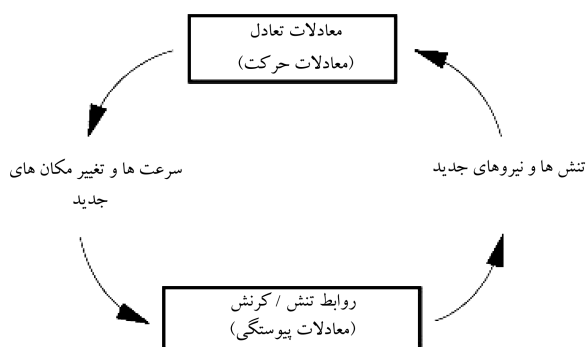 معادلات تعادل
(معادلات حرکت)
تنش ها و نیروهای جدید
سرعت ها و تغییر مکان های
جدید
روابط تنش / کرنش
(معادلات پیوستگی)